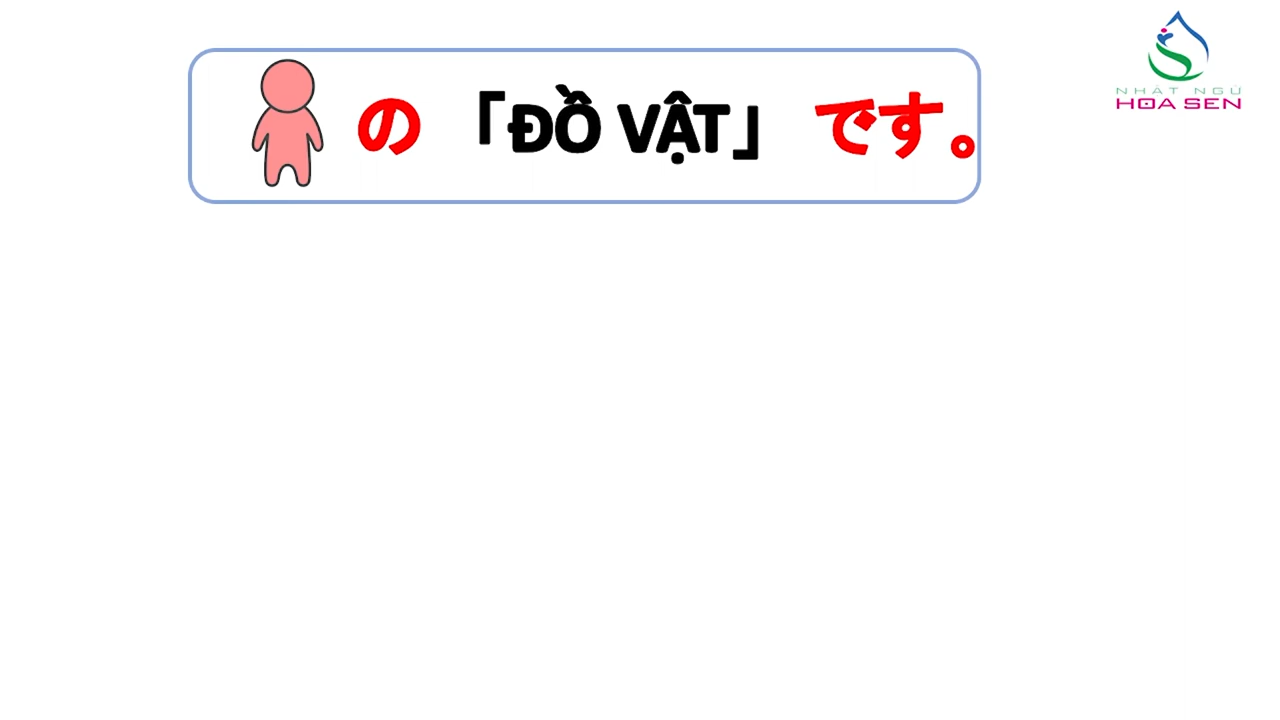 の 「ĐỒ VẬT」 です。
NHẬT NGỮ
HOA SEN